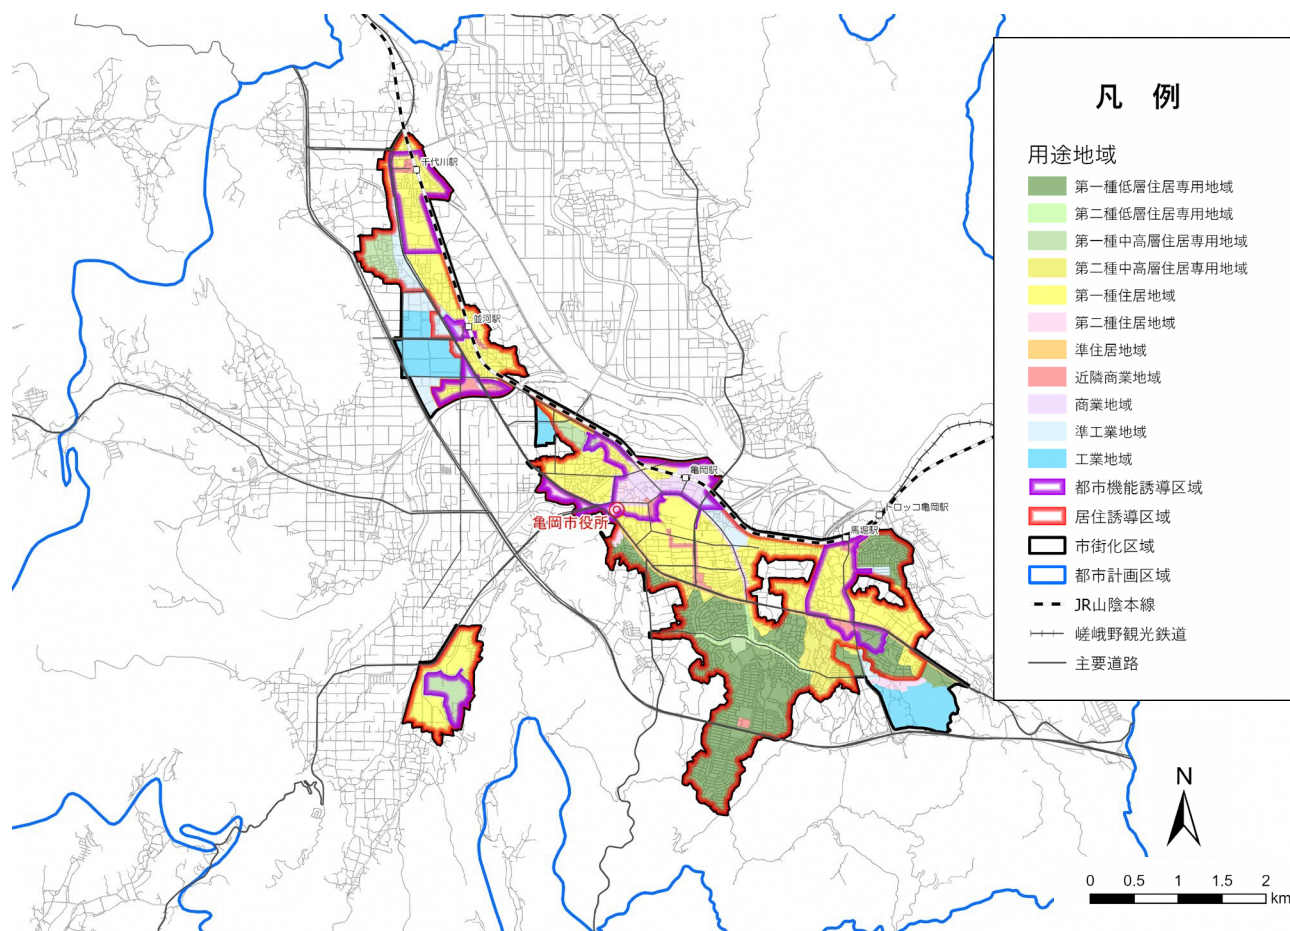 凡 例
用途地域
第一種低層住居専用地域
第二種低層住居専用地域
第一種中高層住居専用地域
第二種中高層住居専用地域
第一種住居地域
第二種住居地域
準住居地域
近隣商業地域
商業地域
準工業地域
工業地域
都市機能誘導区域
居住誘導区域
市街化区域
都市計画区域
JR山陰本線
嵯峨野観光鉄道
主要道路
千代川駅
並河駅
亀岡駅
亀岡市役所
トロッコ亀岡駅
馬堀駅
N
0 0.5 1 1.5 2
km